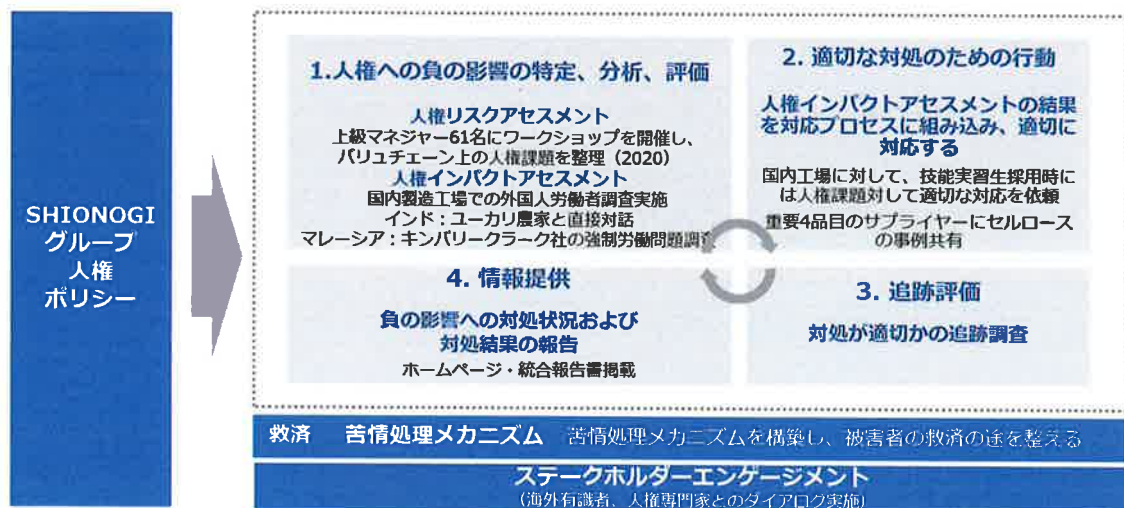 SHIONOGI
グループ
人権
ポリシー
1.人権への負の影響の特定、分析、評価
人権リスクアセスメント
上級マネジャー61名にワークショップを開催し、
バリュチェーン上の人権課題を整理（2020）
人権インパクトアセスメント
国内製造工場での外国人労働者調査実施
インド：ユーカリ農家と直接対話
マレーシア：キンバリークラーク社の強制労働問題調査
2. 適切な対処のための行動
人権インパクトアセスメントの結果
を対応プロセスに組み込み、適切に
対応する
国内工場に対して、技能実習生採用時に
は人権課題対して適切な対応を依頼
重要4品目のサプライヤーにセルロース
の事例共有
4. 情報提供
負の影響への対処状況および
対処結果の報告
ホームページ・統合報告書掲載
3. 追跡評価
対処が適切かの追跡調査
救済 苦情処理メカニズム 苦情処理メカニズムを構築し、被害者の救済の途を整える
ステークホルダーエンゲージメント
（海外有識者、人権専門家とのダイアログ実施）